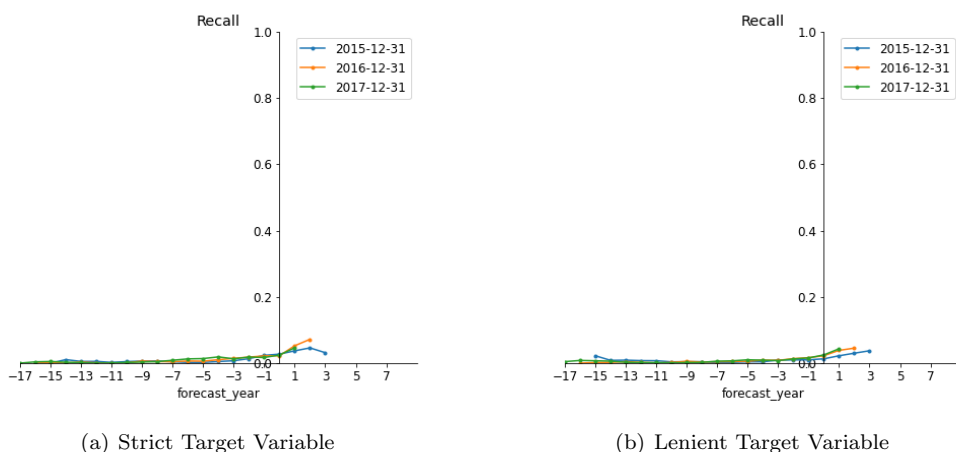 Recall
1.0
2015-12-31
2016-12-31
2017-12-31
0.8
0.6
0.4
0.2
0.0
−17 −15 −13 −11 −9 −7 −5 −3 −1 1 3 5 7
forecast_year
(a) Strict Target Variable
Recall
1.0
2015-12-31
2016-12-31
2017-12-31
0.8
0.6
0.4
0.2
0.0
−17 −15 −13 −11 −9 −7 −5 −3 −1 1 3 5 7
forecast_year
(b) Lenient Target Variable